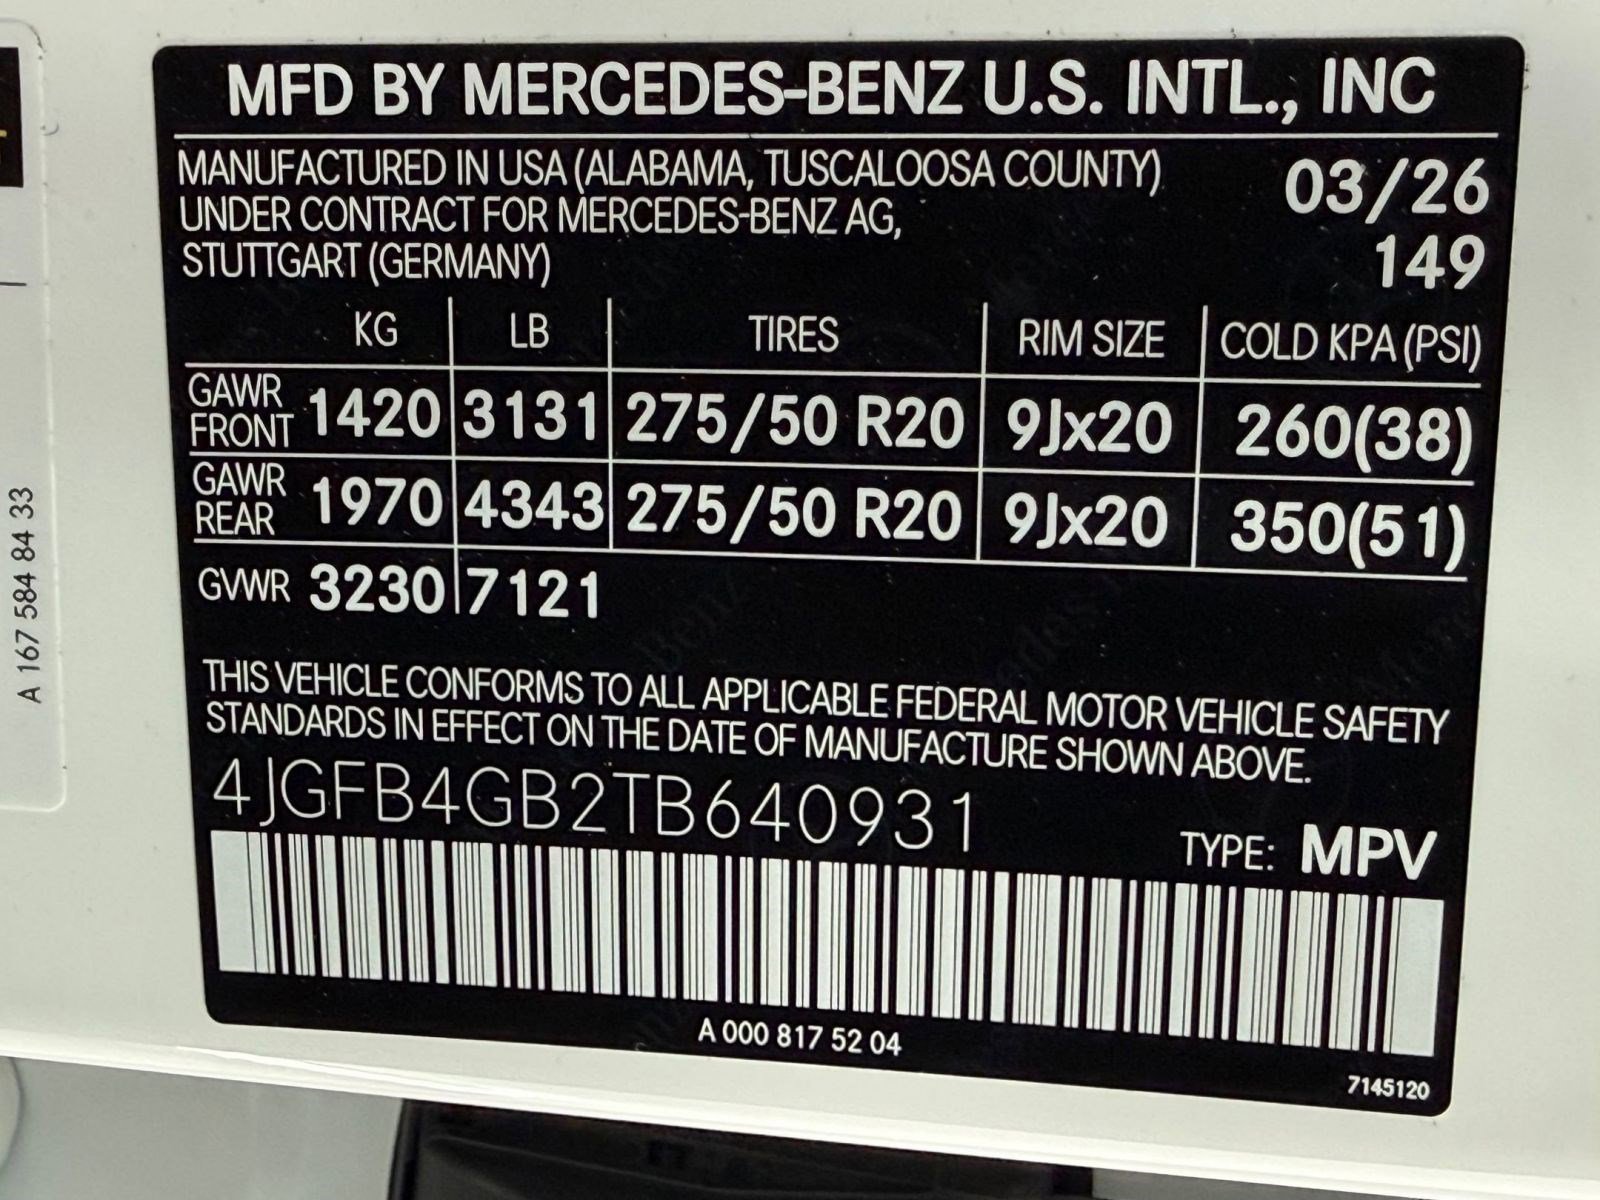 MFD BY MERCEDES-BENZ U.S. INTL., INC
MANUFACTURED IN USA (ALABAMA, TUSCALOOSA COUNTY)
UNDER CONTRACT FOR MERCEDES-BENZ AG,
STUTTGART (GERMANY)
03/26
149
KG LB TIRES RIM SIZE COLD KPA (PSI)
GAWR FRONT 1420 3131 275/50 R20 9Jx20 260(38)
GAWR REAR 1970 4343 275/50 R20 9Jx20 350(51)
GVWR 3230 7121
THIS VEHICLE CONFORMS TO ALL APPLICABLE FEDERAL MOTOR VEHICLE SAFETY
STANDARDS IN EFFECT ON THE DATE OF MANUFACTURE SHOWN ABOVE.
4JGFB4GB2TB640931
TYPE: MPV
A 000 817 52 04
7145120
A 167 584 84 33